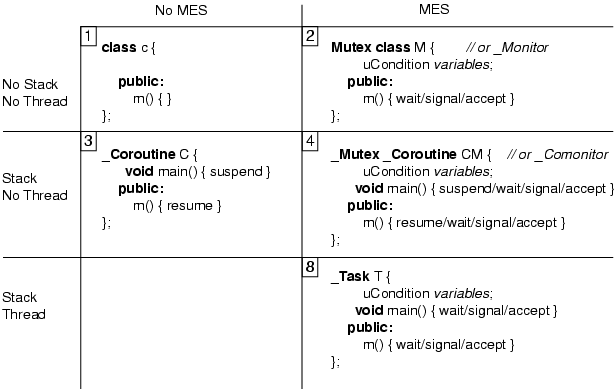 No MES
MES
No Stack
No Thread
1
class c {
public:
m() { }
};
2
Mutex class M { // or _Monitor
uCondition variables;
public:
m() { wait/signal/accept }
};
Stack
No Thread
3
_Coroutine C {
void main() { suspend }
public:
m() { resume }
};
4
_Mutex _Coroutine CM { // or _Comonitor
uCondition variables;
void main() { suspend/wait/signal/accept }
public:
m() { resume/wait/signal/accept }
};
Stack
Thread
8
_Task T {
uCondition variables;
void main() { wait/signal/accept }
public:
m() { wait/signal/accept }
};